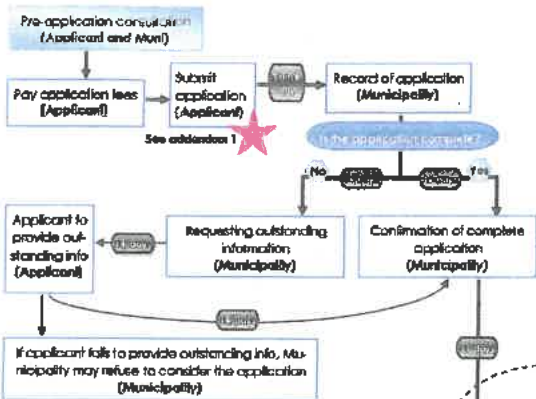 Pre-application consultation
(Applicant and Muni)
Pay application fees
(Applicant)
Submit
application
(Applicant)
See addendum 1
Record of application
(Municipality)
Is the application complete?
No
Yes
Applicant to
provide out-
standing info
(Applicant)
Requesting outstanding
information
(Municipality)
Confirmation of complete
application
(Municipality)
If applicant fails to provide outstanding info, Mu-
nicipality may refuse to consider the application
(Municipality)